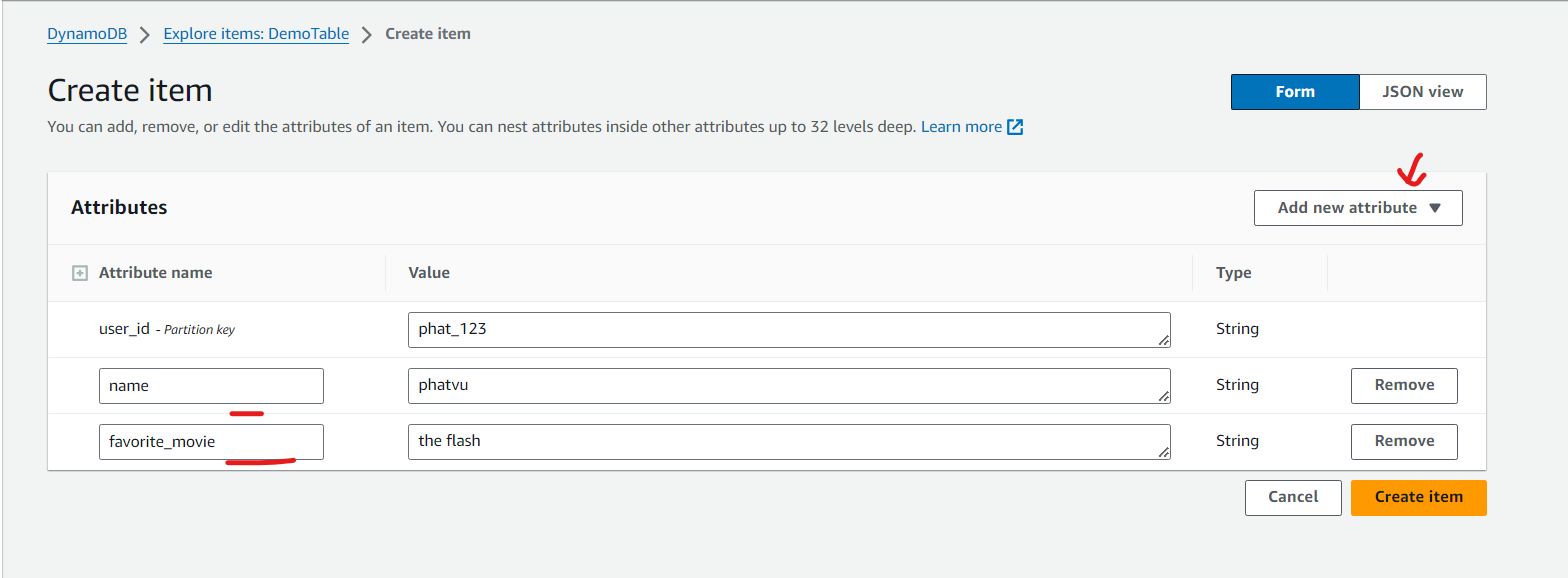 DynamoDB > Explore items: DemoTable > Create item
Create item
Form JSON view
You can add, remove, or edit the attributes of an item. You can nest attributes inside other attributes up to 32 levels deep. Learn more
Attributes
Add new attribute ▼
Attribute name Value Type
user_id - Partition key phat_123 String
name phatvu String Remove
favorite_movie the flash String Remove
Cancel Create item